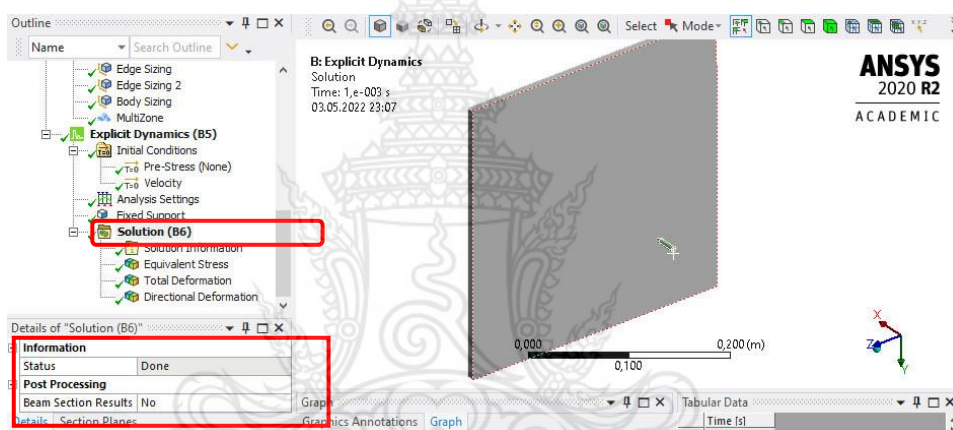 Outline
Name
Search Outline
Select
Mode
Edge Sizing
Edge Sizing 2
Body Sizing
MultiZone
Explicit Dynamics (B5)
Initial Conditions
T=0 Pre-Stress (None)
T=0 Velocity
Analysis Settings
Fixed Support
Solution (B6)
Solution Information
Equivalent Stress
Total Deformation
Directional Deformation
Details of "Solution (B6)"
Information
Status Done
Post Processing
Beam Section Results No
Details Section Planes
B: Explicit Dynamics
Solution
Time: 1,e-003 s
03.05.2022 23:07
ANSYS
2020 R2
ACADEMIC
0,000 0,200 (m)
0,100
X
Z
Y
Graph
Graphics Annotations Graph
Tabular Data
Time [s]